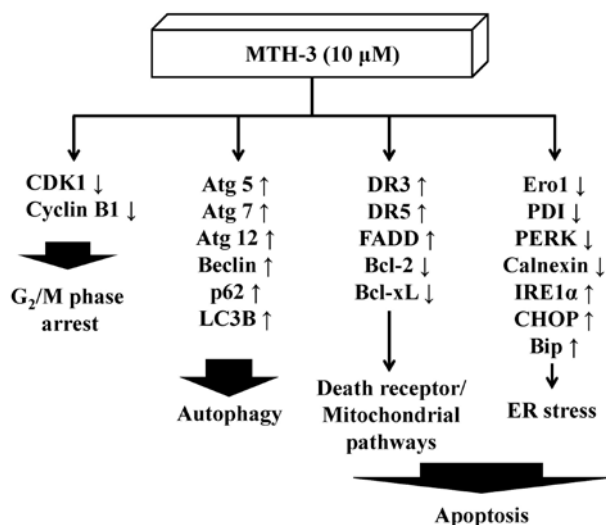 MTH-3 (10 μM)
CDK1 ↓
Cyclin B1 ↓
G₂/M phase
arrest
Atg 5 ↑
Atg 7 ↑
Atg 12 ↑
Beclin ↑
p62 ↑
LC3B ↑
Autophagy
DR3 ↑
DR5 ↑
FADD ↑
Bcl-2 ↓
Bcl-xL ↓
Death receptor/
Mitochondrial
pathways
Ero1 ↓
PDI ↓
PERK ↓
Calnexin ↓
IRE1α ↑
CHOP ↑
Bip ↑
ER stress
Apoptosis